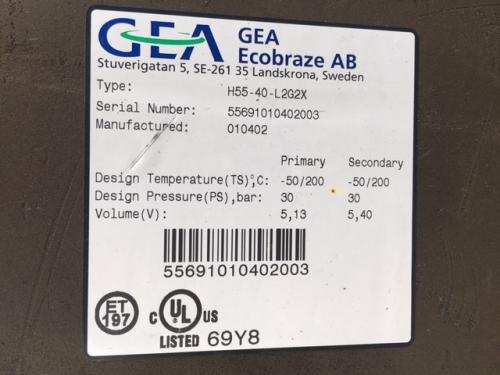 GEA
GEA
Ecobraze AB
Stuverigatan 5, SE-261 35 Landskrona, Sweden
Type: H55-40-L2G2X
Serial Number: 55691010402003
Manufactured: 010402
Primary Secondary
Design Temperature(TS),C: -50/200 -50/200
Design Pressure(PS),bar: 30 30
Volume(V): 5,13 5,40
55691010402003
ET
197
C UL US
LISTED 69Y8